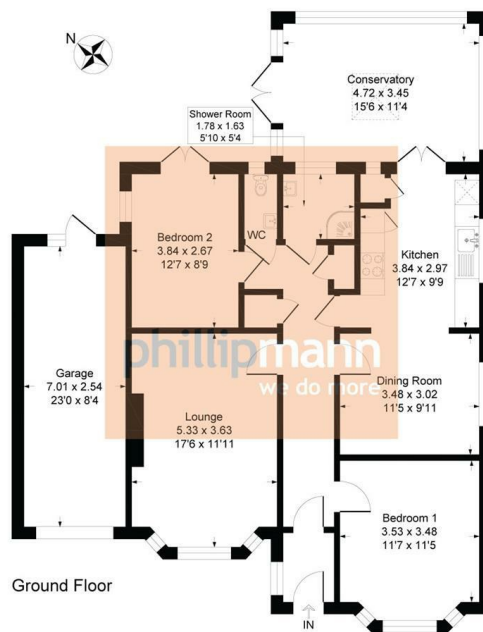 N
Conservatory
4.72 x 3.45
15'6 x 11'4
Shower Room
1.78 x 1.63
5'10 x 5'4
Bedroom 2
3.84 x 2.67
12'7 x 8'9
WC
Kitchen
3.84 x 2.97
12'7 x 9'9
phillipmann
we do more
Garage
7.01 x 2.54
23'0 x 8'4
Lounge
5.33 x 3.63
17'6 x 11'11
Dining Room
3.48 x 3.02
11'5 x 9'11
Bedroom 1
3.53 x 3.48
11'7 x 11'5
Ground Floor
IN